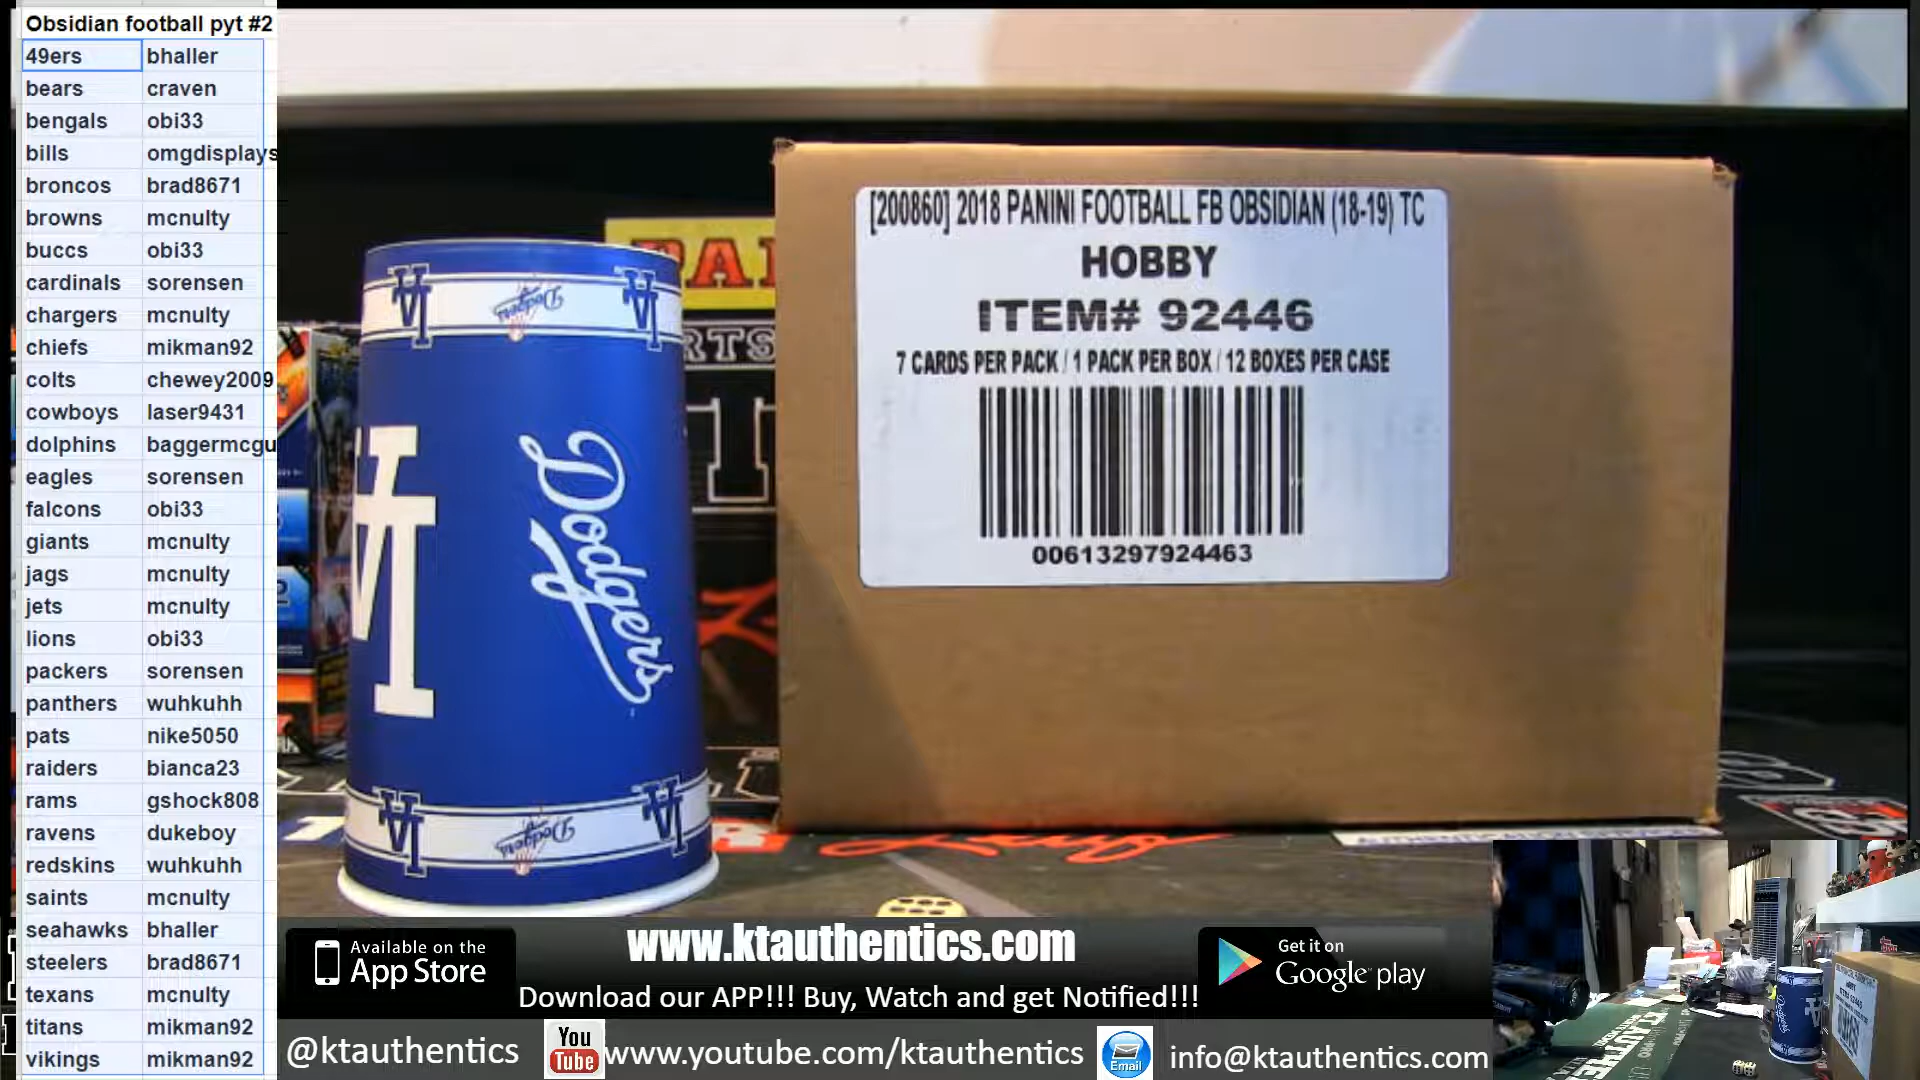 Obsidian football pyt #2
49ers bhaller
bears craven
bengals obi33
bills omgdisplays
broncos brad8671
browns mcnulty
buccs obi33
cardinals sorensen
chargers mcnulty
chiefs mikman92
colts chewey2009
cowboys laser9431
dolphins baggermcgu
eagles sorensen
falcons obi33
giants mcnulty
jags mcnulty
jets mcnulty
lions obi33
packers sorensen
panthers wuhkuhh
pats nike5050
raiders bianca23
rams gshock808
ravens dukeboy
redskins wuhkuhh
saints mcnulty
seahawks bhaller
steelers brad8671
texans mcnulty
titans mikman92
vikings mikman92
[200860] 2018 PANINI FOOTBALL FB OBSIDIAN (18-19) TC
HOBBY
ITEM# 92446
7 CARDS PER PACK / 1 PACK PER BOX / 12 BOXES PER CASE
00613297924463
Dodgers
Dodgers
LA
Dodgers
Available on the
App Store
www.ktauthentics.com
Get it on
Google play
Download our APP!!! Buy, Watch and get Notified!!!
@ktauthentics
You
Tube
www.youtube.com/ktauthentics
Email
info@ktauthentics.com